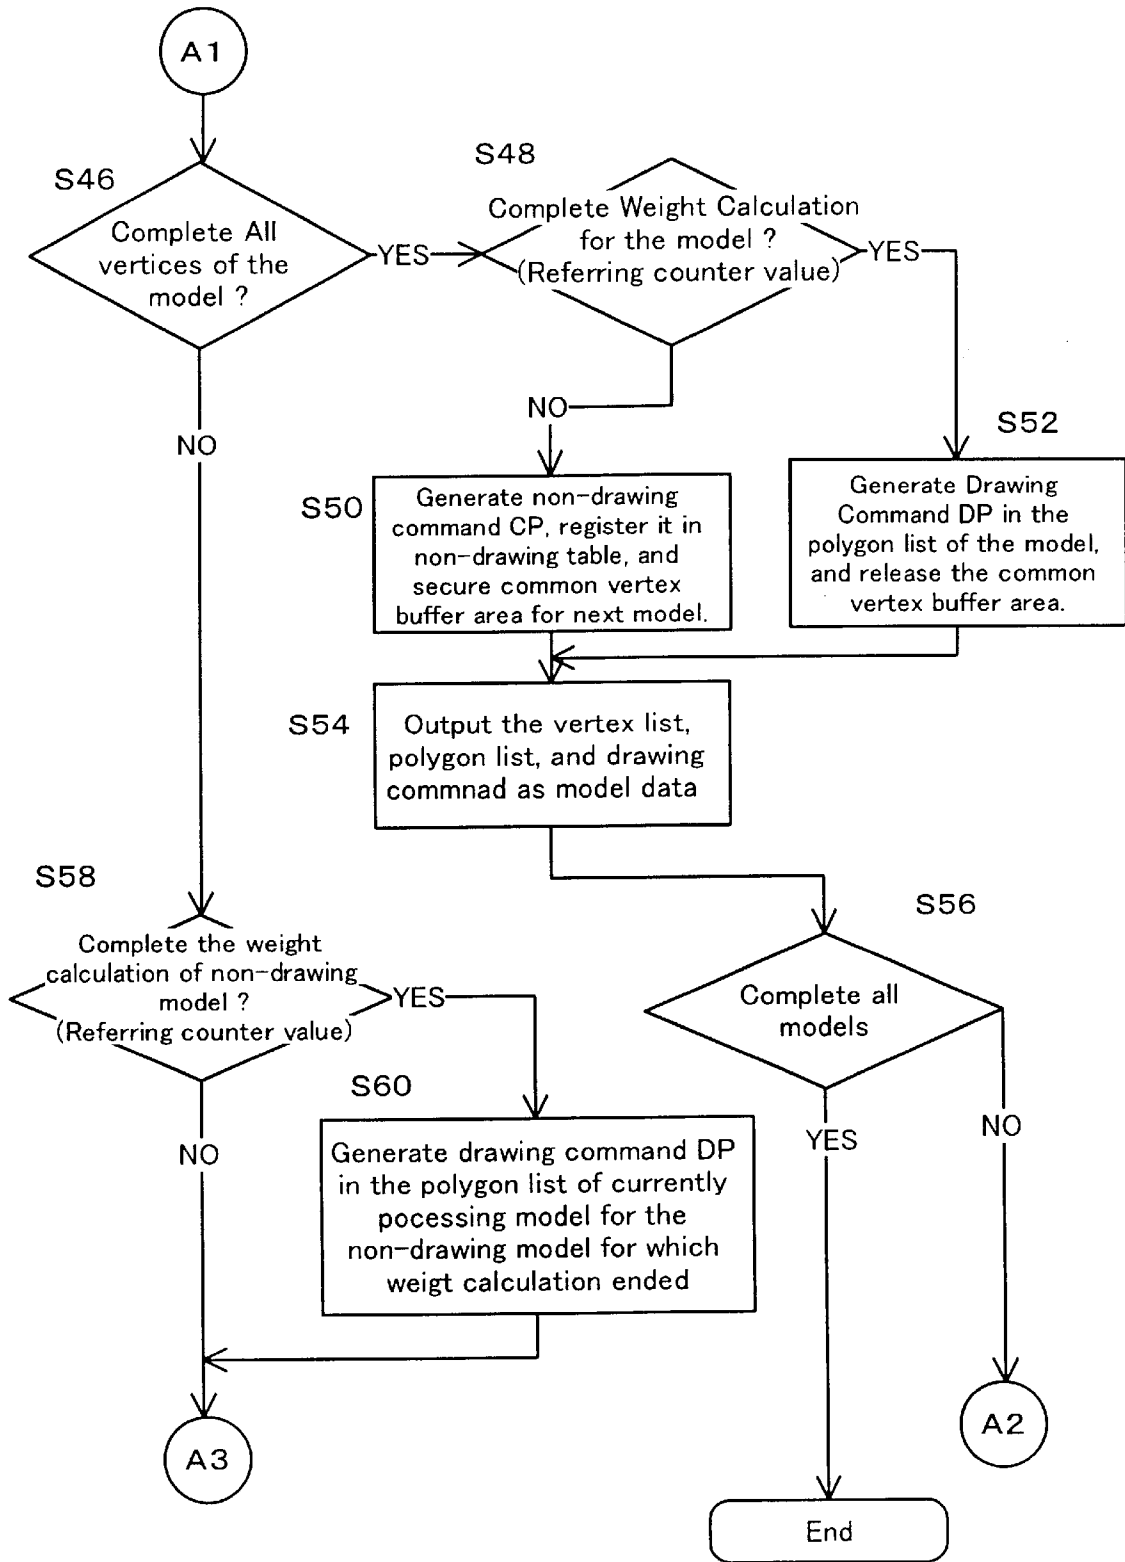 A1
S46
Complete All
vertices of the
model ?
YES
S48
Complete Weight Calculation
for the model ?
(Referring counter value)
YES
NO
NO
S52
Generate Drawing
Command DP in the
polygon list of the model,
and release the common
vertex buffer area.
S50
Generate non-drawing
command CP, register it in
non-drawing table, and
secure common vertex
buffer area for next model.
S54
Output the vertex list,
polygon list, and drawing
commnad as model data
S58
Complete the weight
calculation of non-drawing
model ?
(Referring counter value)
YES
NO
S56
Complete all
models
YES
NO
S60
Generate drawing command DP
in the polygon list of currently
pocessing model for the
non-drawing model for which
weigt calculation ended
A3
A2
End